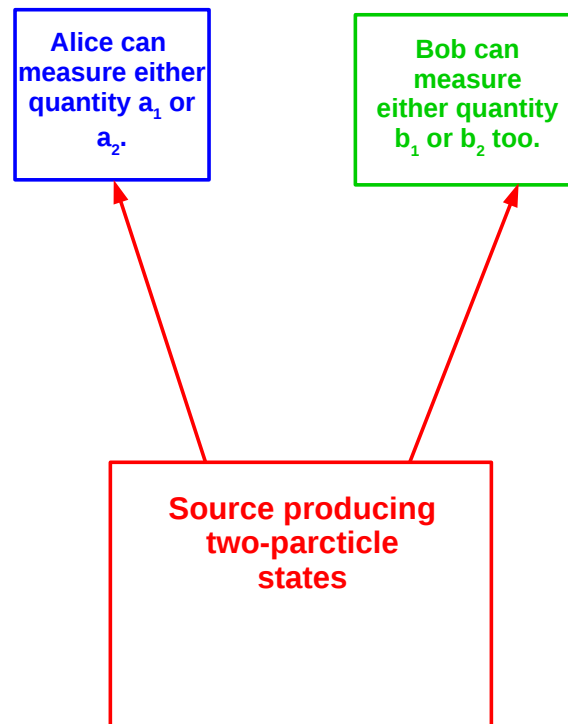 Alice can
measure either
quantity a₁ or
a₂.
Bob can
measure
either quantity
b₁ or b₂ too.
Source producing
two-parcticle
states